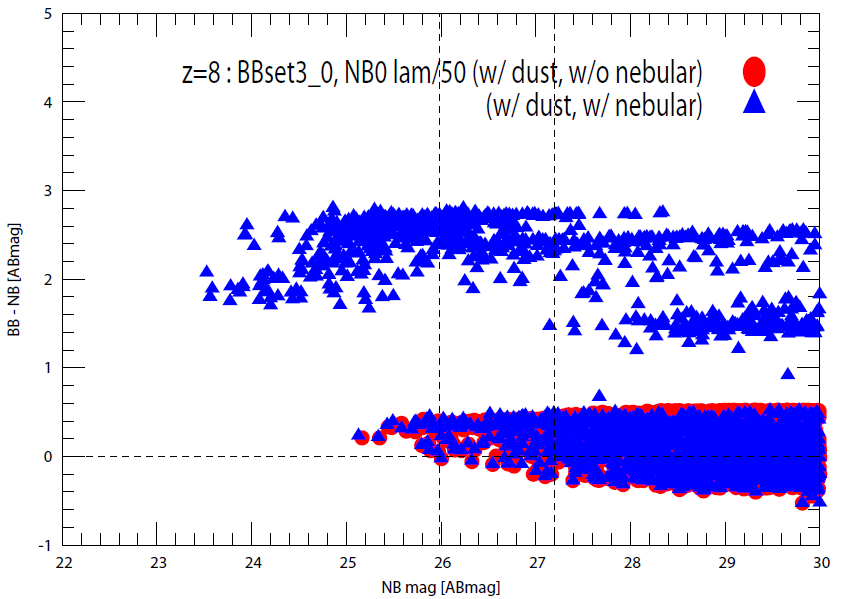 5
z=8 : BBset3_0, NB0 lam/50 (w/ dust, w/o nebular)
(w/ dust, w/ nebular)
4
3
2
1
0
-1
BB - NB [ABmag]
22 23 24 25 26 27 28 29 30
NB mag [ABmag]